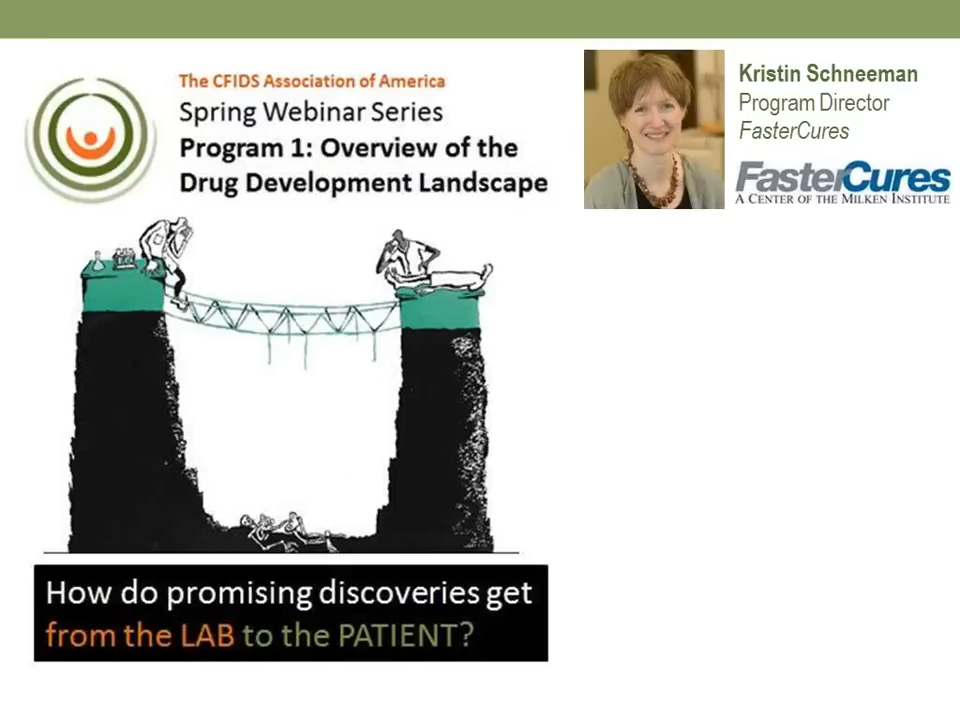 The CFIDS Association of America
Spring Webinar Series
Program 1: Overview of the
Drug Development Landscape
Kristin Schneeman
Program Director
FasterCures
FasterCures
A CENTER OF THE MILKEN INSTITUTE
How do promising discoveries get
from the LAB to the PATIENT?